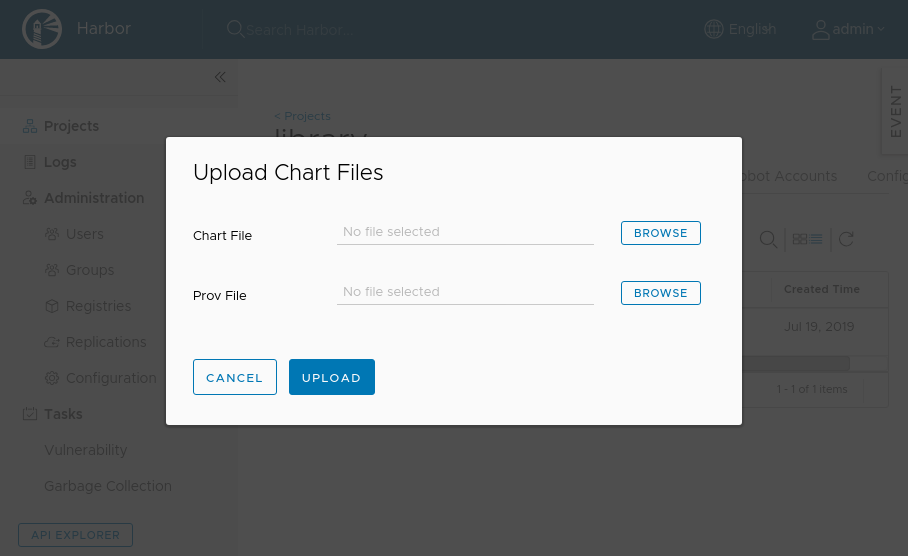 Harbor
Search Harbor...
English
admin
EVENT
< Projects
library
Projects
Logs
Administration
Users
Groups
Registries
Replications
Configuration
Tasks
Vulnerability
Garbage Collection
API EXPLORER
Upload Chart Files
Chart File
No file selected
BROWSE
Prov File
No file selected
BROWSE
CANCEL
UPLOAD
obot Accounts
Config
Created Time
Jul 19, 2019
1 - 1 of 1 items